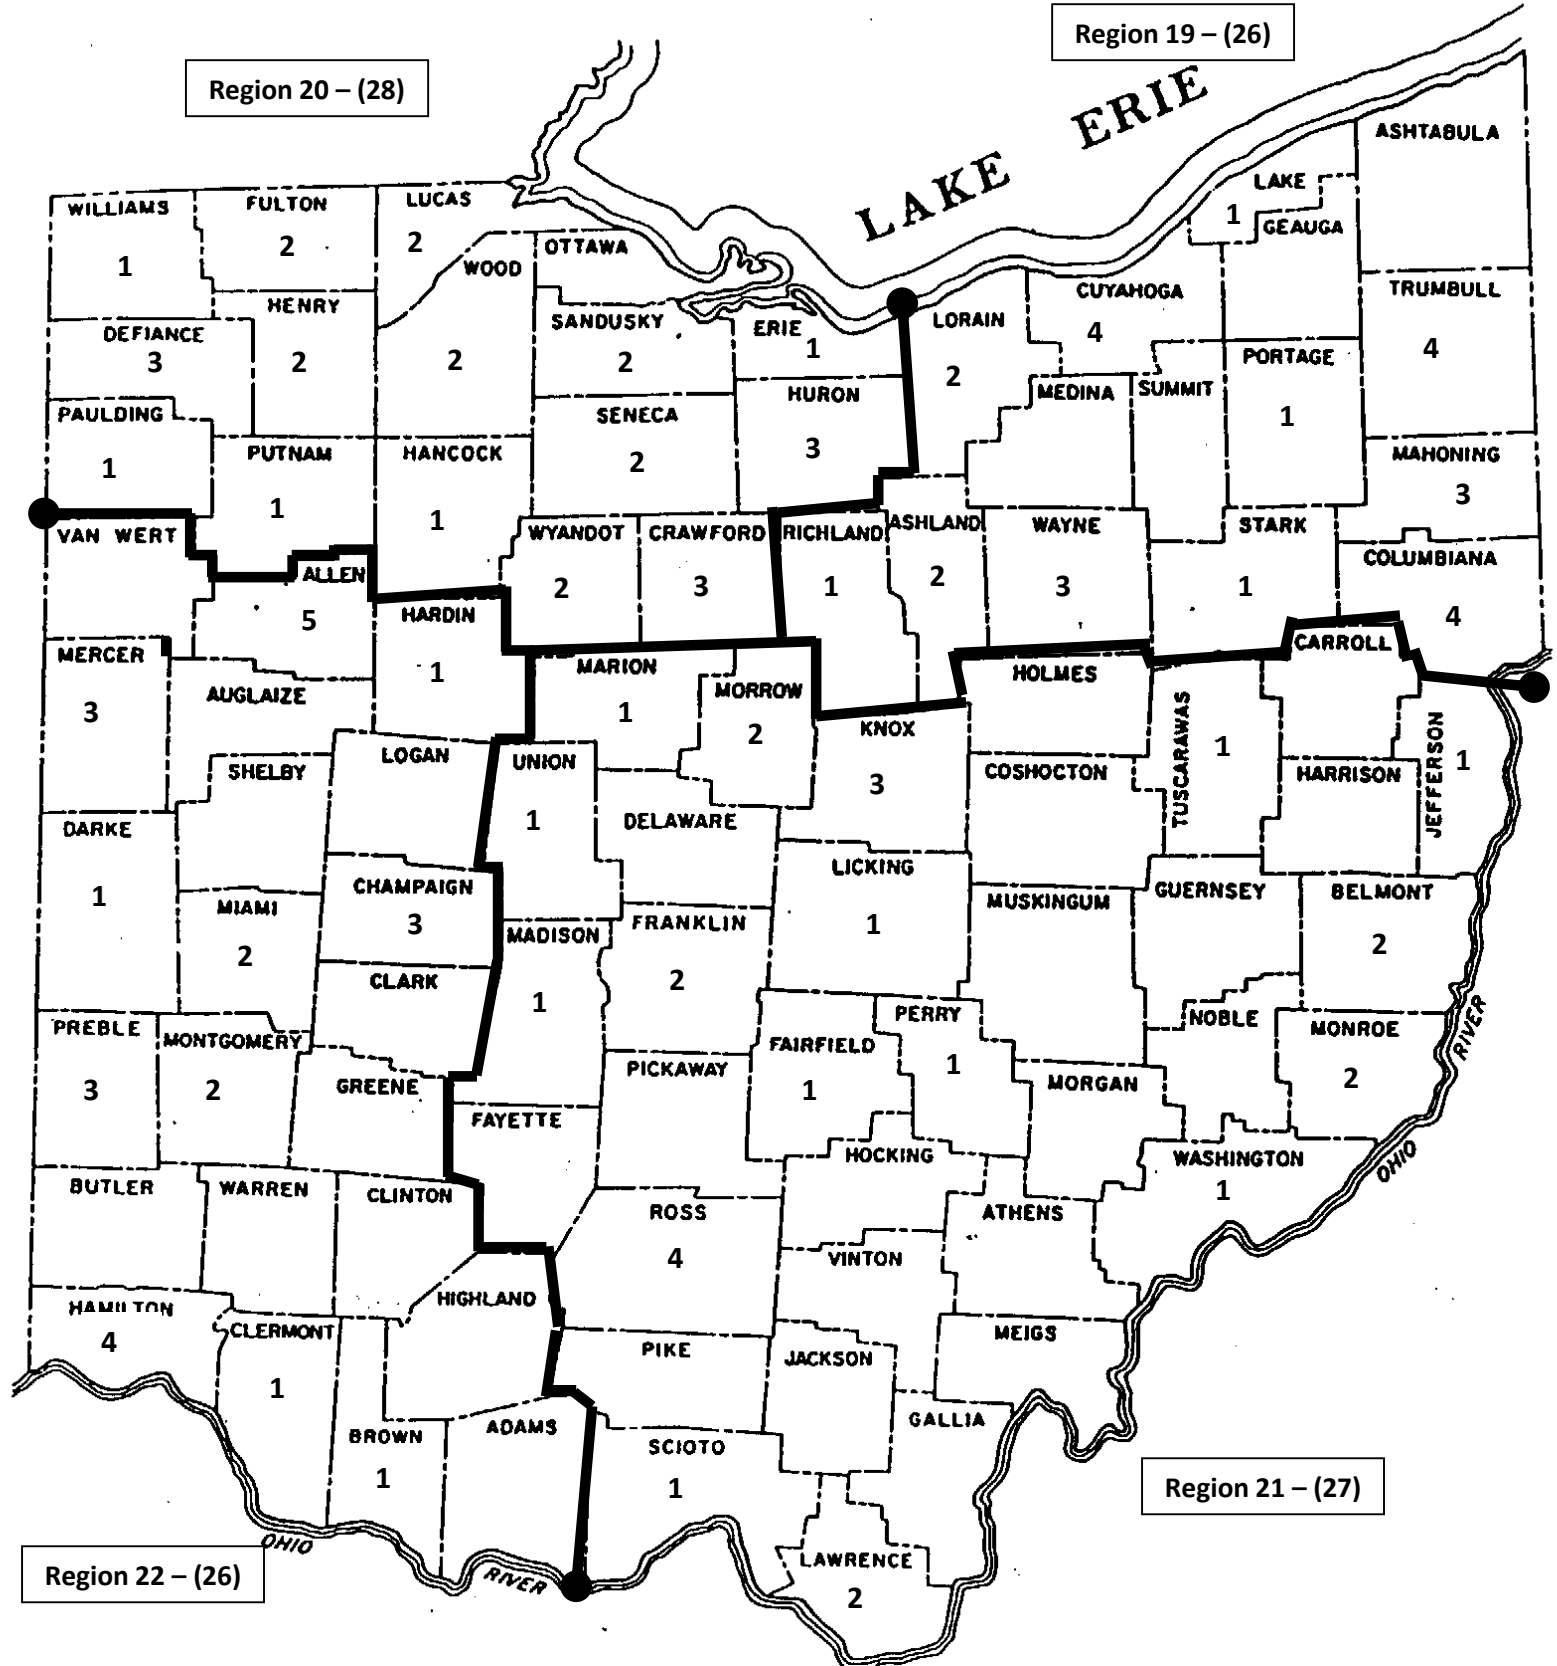 Region 19 – (26)
Region 20 – (28)
LAKE ERIE
ASHTABULA
WILLIAMS
1
FULTON
2
LUCAS
2
LAKE
1
GEAUGA
OTTAWA
WOOD
2
HENRY
2
SANDUSKY
2
ERIE
1
LORAIN
2
CUYAHOGA
4
TRUMBULL
4
DEFIANCE
3
PORTAGE
1
HURON
3
MEDINA
SUMMIT
PAULDING
1
SENECA
2
PUTNAM
1
HANCOCK
1
MAHONING
3
VAN WERT
WYANDOT
2
CRAWFORD
3
RICHLAND
1
ASHLAND
2
WAYNE
3
STARK
1
COLUMBIANA
4
ALLEN
5
HARDIN
1
CARROLL
MERCER
3
AUGLAIZE
MARION
1
MORROW
2
HOLMES
KNOX
3
TUSCARAWAS
1
JEFFERSON
1
LOGAN
UNION
1
SHELBY
COSHOCTON
HARRISON
DARKE
1
DELAWARE
LICKING
1
CHAMPAIGN
3
MIAMI
2
MUSKINGUM
GUERNSEY
BELMONT
2
FRANKLIN
2
MADISON
1
CLARK
PREBLE
3
MONTGOMERY
2
PERRY
1
NOBLE
MONROE
2
RIVER
FAIRFIELD
1
GREENE
PICKAWAY
MORGAN
FAYETTE
HOCKING
WASHINGTON
1
OHIO
BUTLER
WARREN
CLINTON
ROSS
4
ATHENS
VINTON
HIGHLAND
HAMILTON
4
CLERMONT
1
MEIGS
PIKE
JACKSON
GALLIA
BROWN
1
ADAMS
SCIOTO
1
Region 21 – (27)
OHIO
RIVER
LAWRENCE
2
Region 22 – (26)